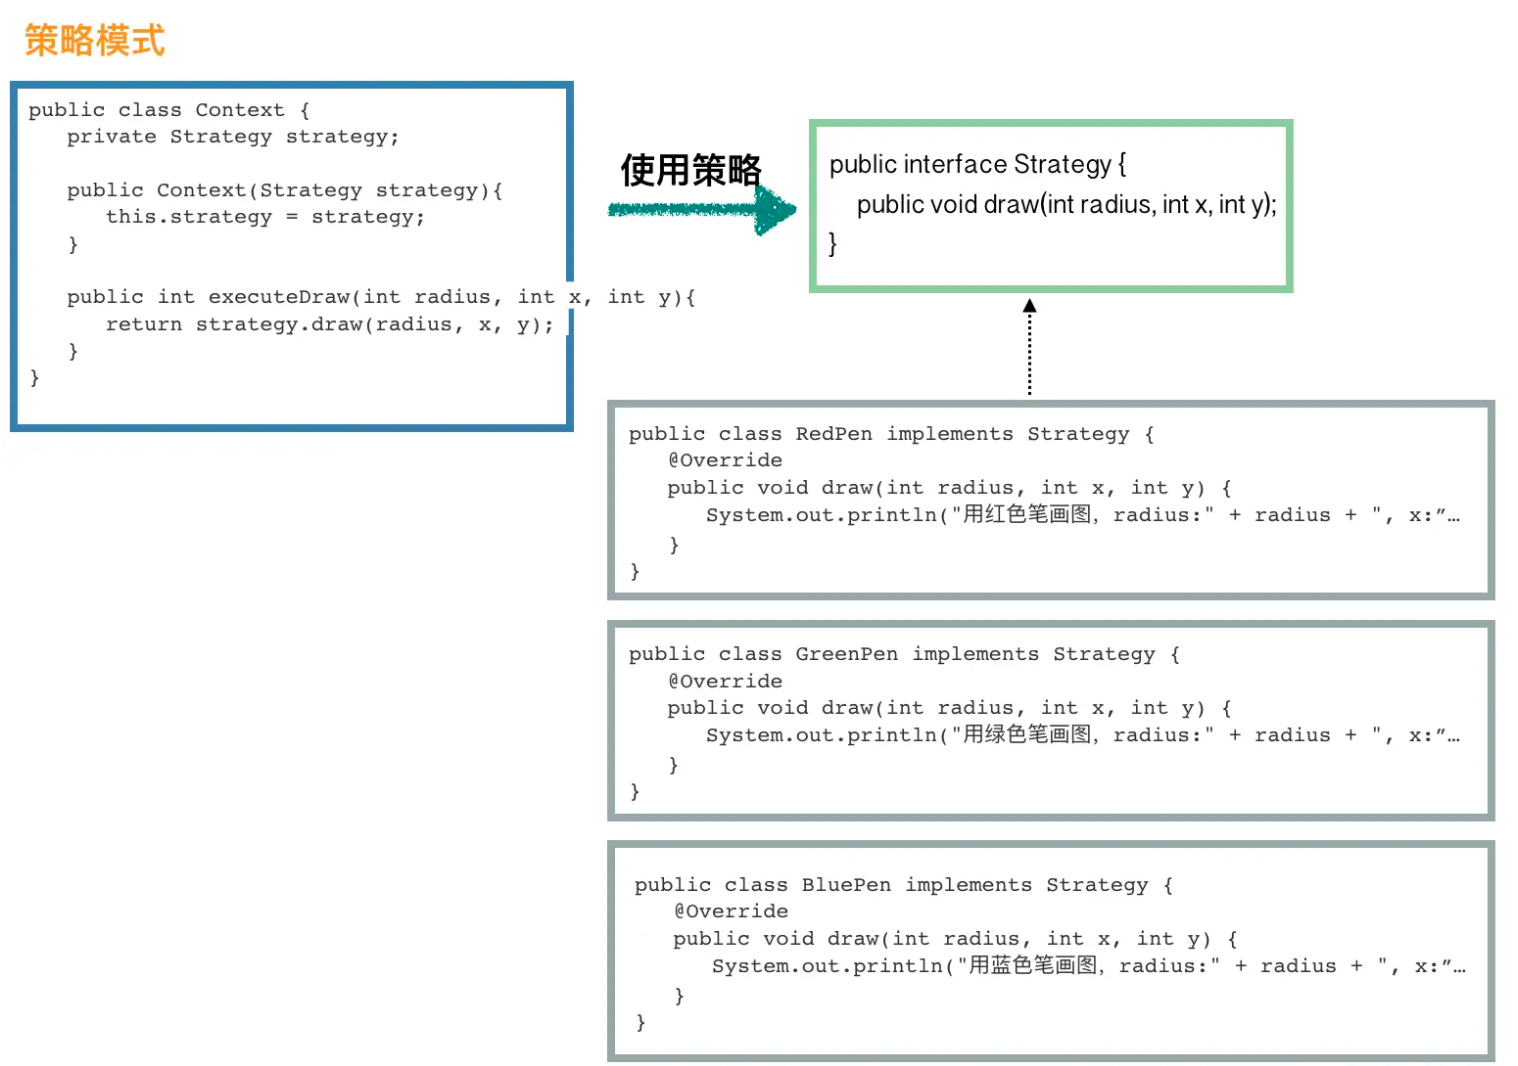 策略模式
public class Context {
private Strategy strategy;
public Context(Strategy strategy){
this.strategy = strategy;
}
public int executeDraw(int radius, int x, int y){
return strategy.draw(radius, x, y);
}
}
使用策略
public interface Strategy {
public void draw(int radius, int x, int y);
}
public class RedPen implements Strategy {
@Override
public void draw(int radius, int x, int y) {
System.out.println("用红色笔画图，radius:" + radius + ", x:”…
}
}
public class GreenPen implements Strategy {
@Override
public void draw(int radius, int x, int y) {
System.out.println("用绿色笔画图，radius:" + radius + ", x:”…
}
}
public class BluePen implements Strategy {
@Override
public void draw(int radius, int x, int y) {
System.out.println("用蓝色笔画图，radius:" + radius + ", x:”…
}
}